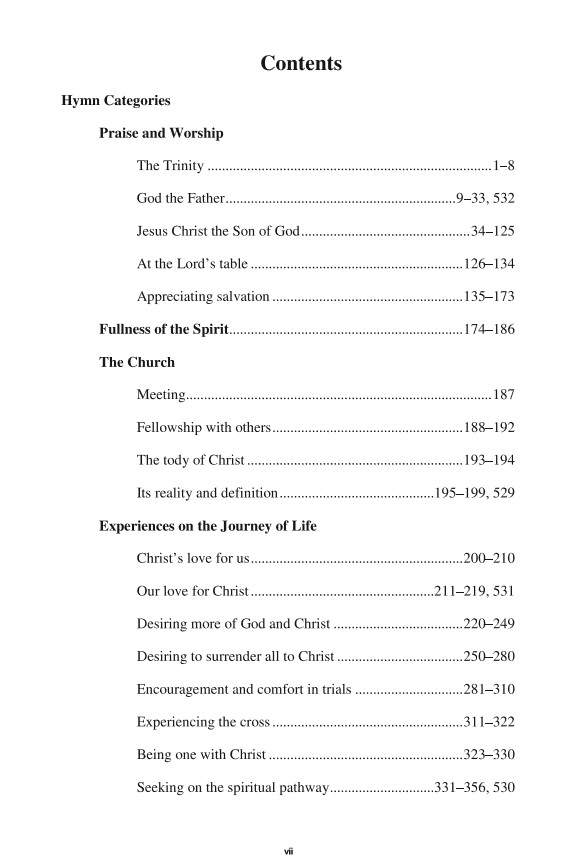 Contents
Hymn Categories
Praise and Worship
The Trinity ...............................................................................1–8
God the Father................................................................9–33, 532
Jesus Christ the Son of God...............................................34–125
At the Lord’s table ...........................................................126–134
Appreciating salvation .....................................................135–173
Fullness of the Spirit.................................................................174–186
The Church
Meeting.....................................................................................187
Fellowship with others.....................................................188–192
The tody of Christ ............................................................193–194
Its reality and definition...........................................195–199, 529
Experiences on the Journey of Life
Christ’s love for us...........................................................200–210
Our love for Christ...................................................211–219, 531
Desiring more of God and Christ ....................................220–249
Desiring to surrender all to Christ ...................................250–280
Encouragement and comfort in trials ..............................281–310
Experiencing the cross.....................................................311–322
Being one with Christ ......................................................323–330
Seeking on the spiritual pathway.............................331–356, 530
vii